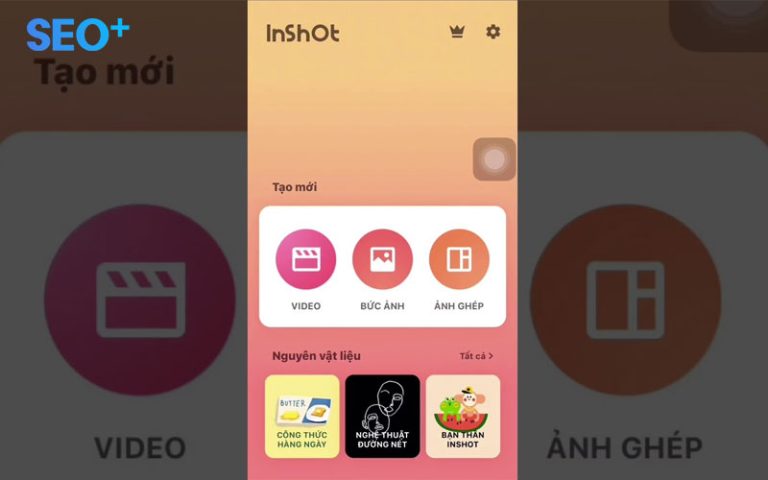 SEO+
Tạo mới
InShOt
Tạo mới
VIDEO
BỨC ẢNH
ẢNH GHÉP
VIDEO
ẢNH GHÉP
Nguyên vật liệu
Tất cả >
BUTTER
CÔNG THỨC
HÀNG NGÀY
NGHỆ THUẬT
ĐƯỜNG NÉT
BẠN THÂN
INSHOT